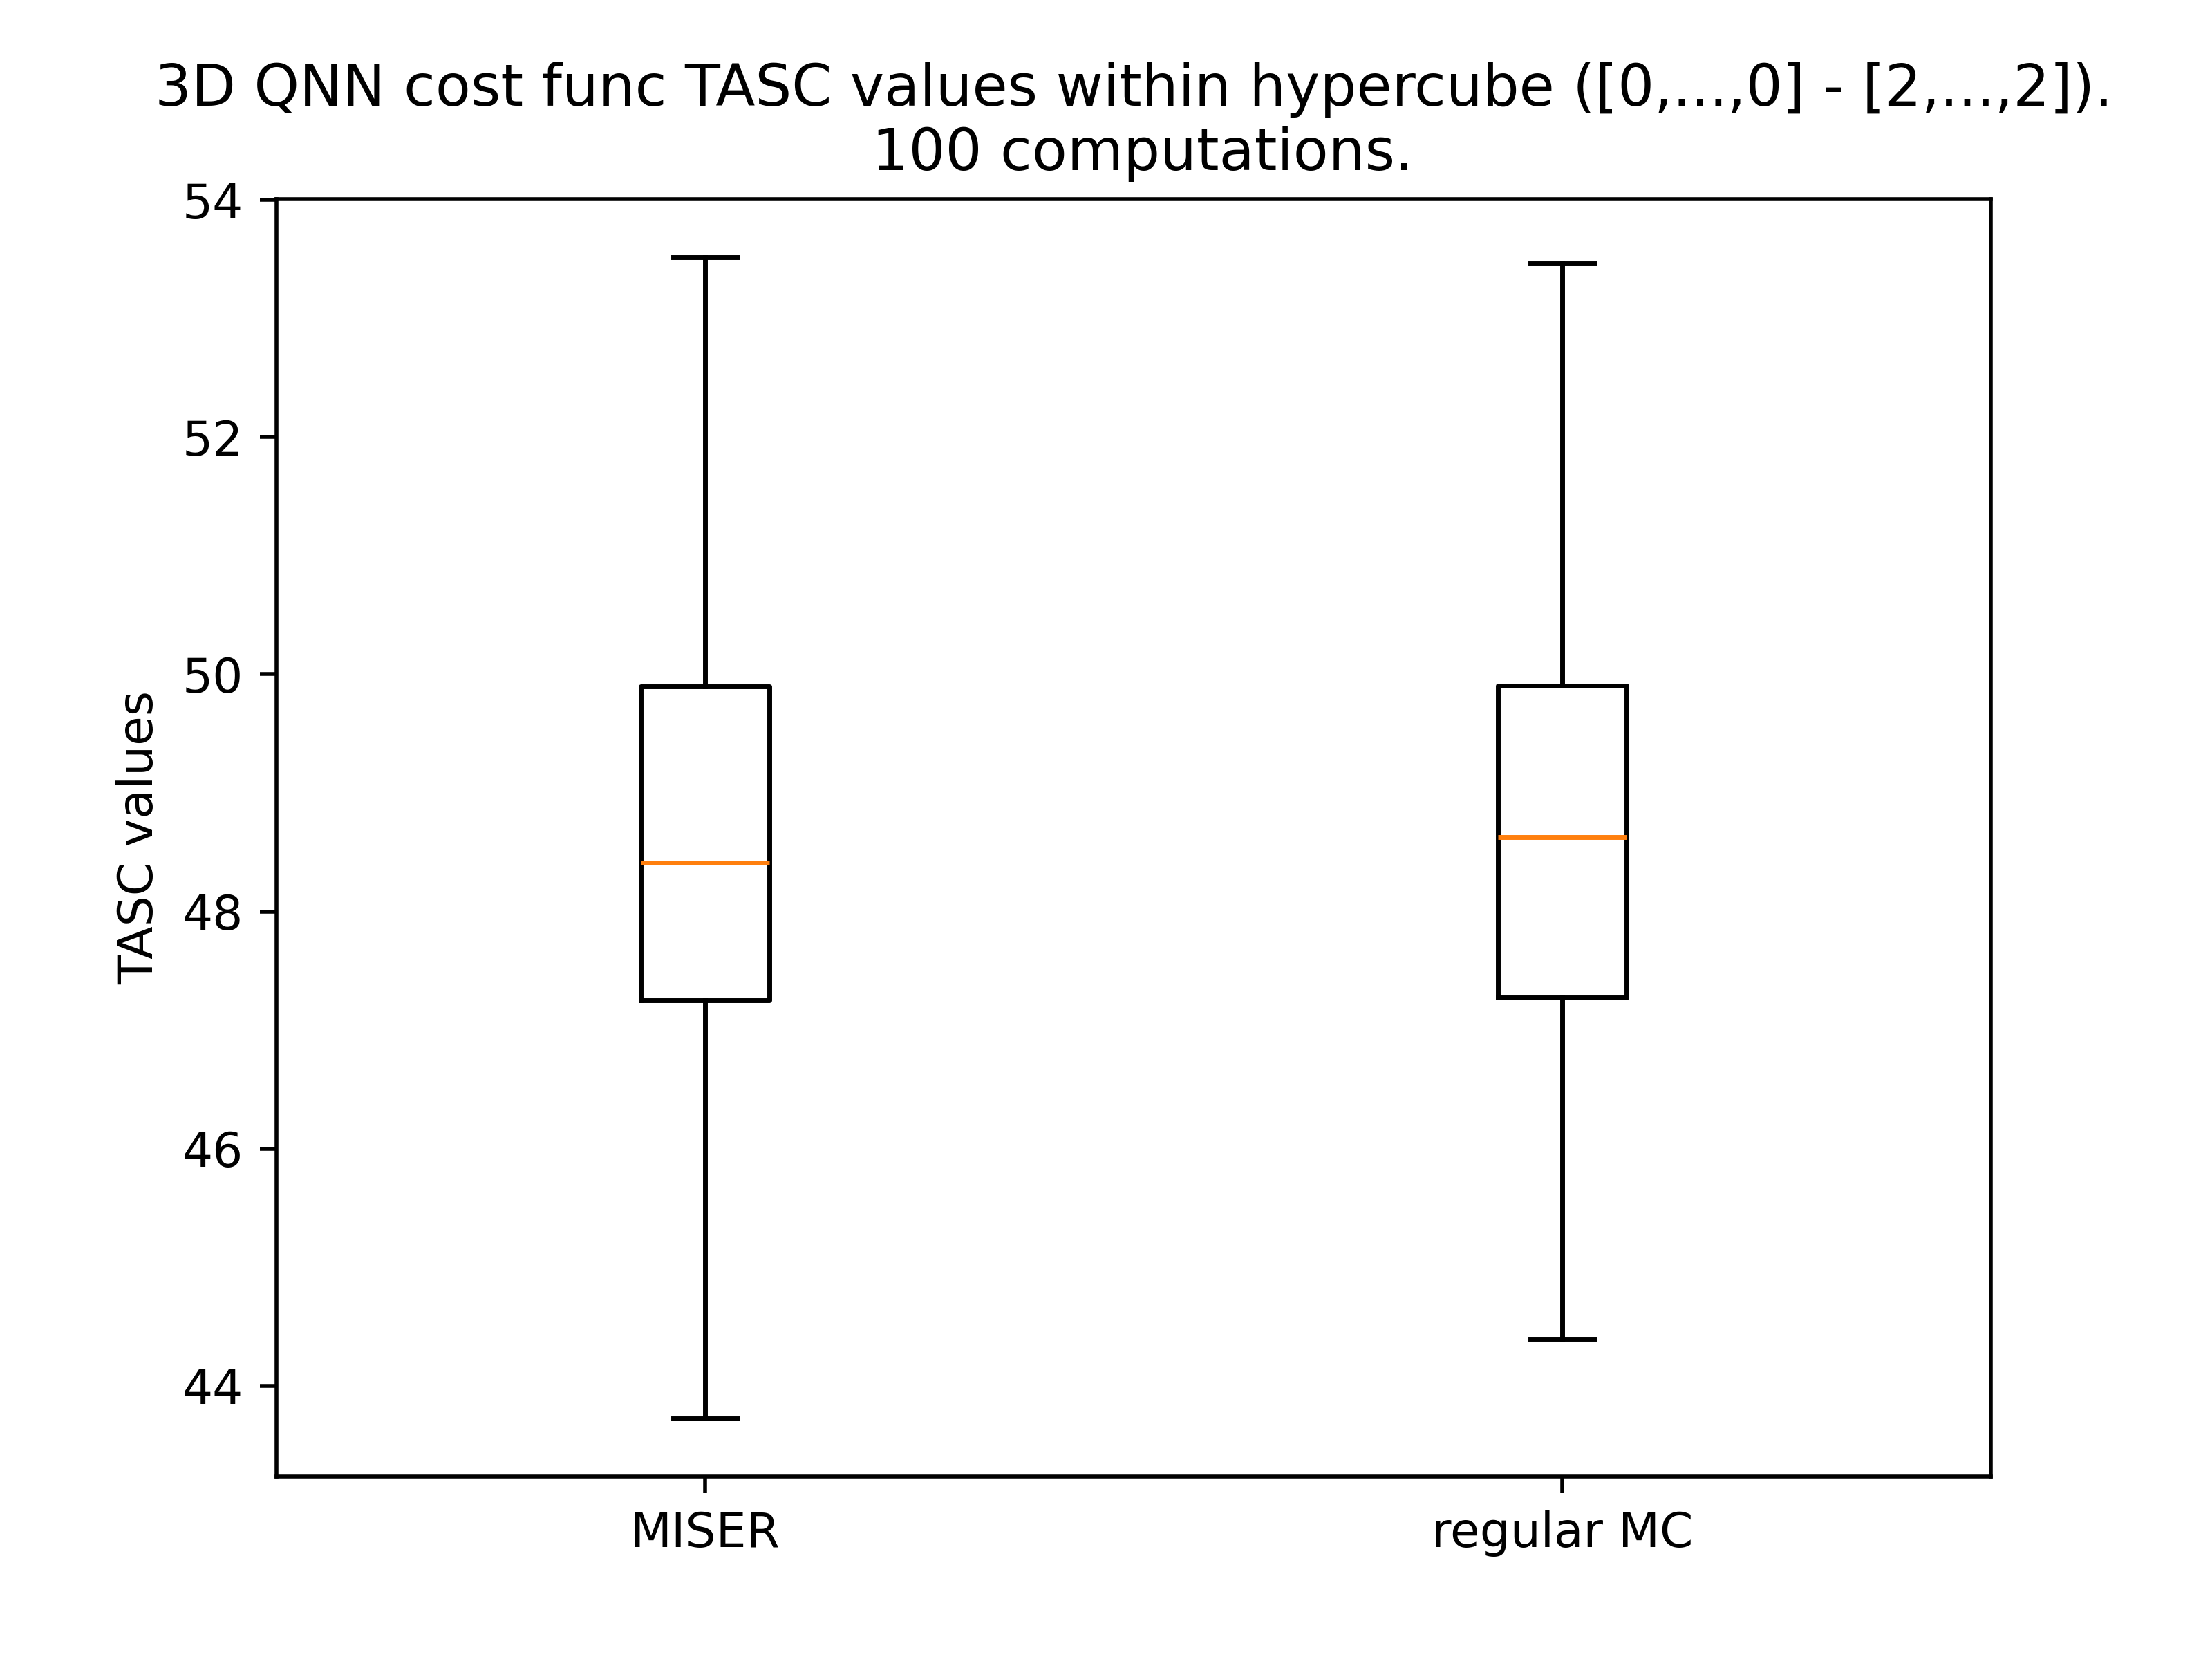 3D QNN cost func TASC values within hypercube ([0,...,0] - [2,...,2]).
100 computations.
54
52
50
48
46
44
TASC values
MISER
regular MC